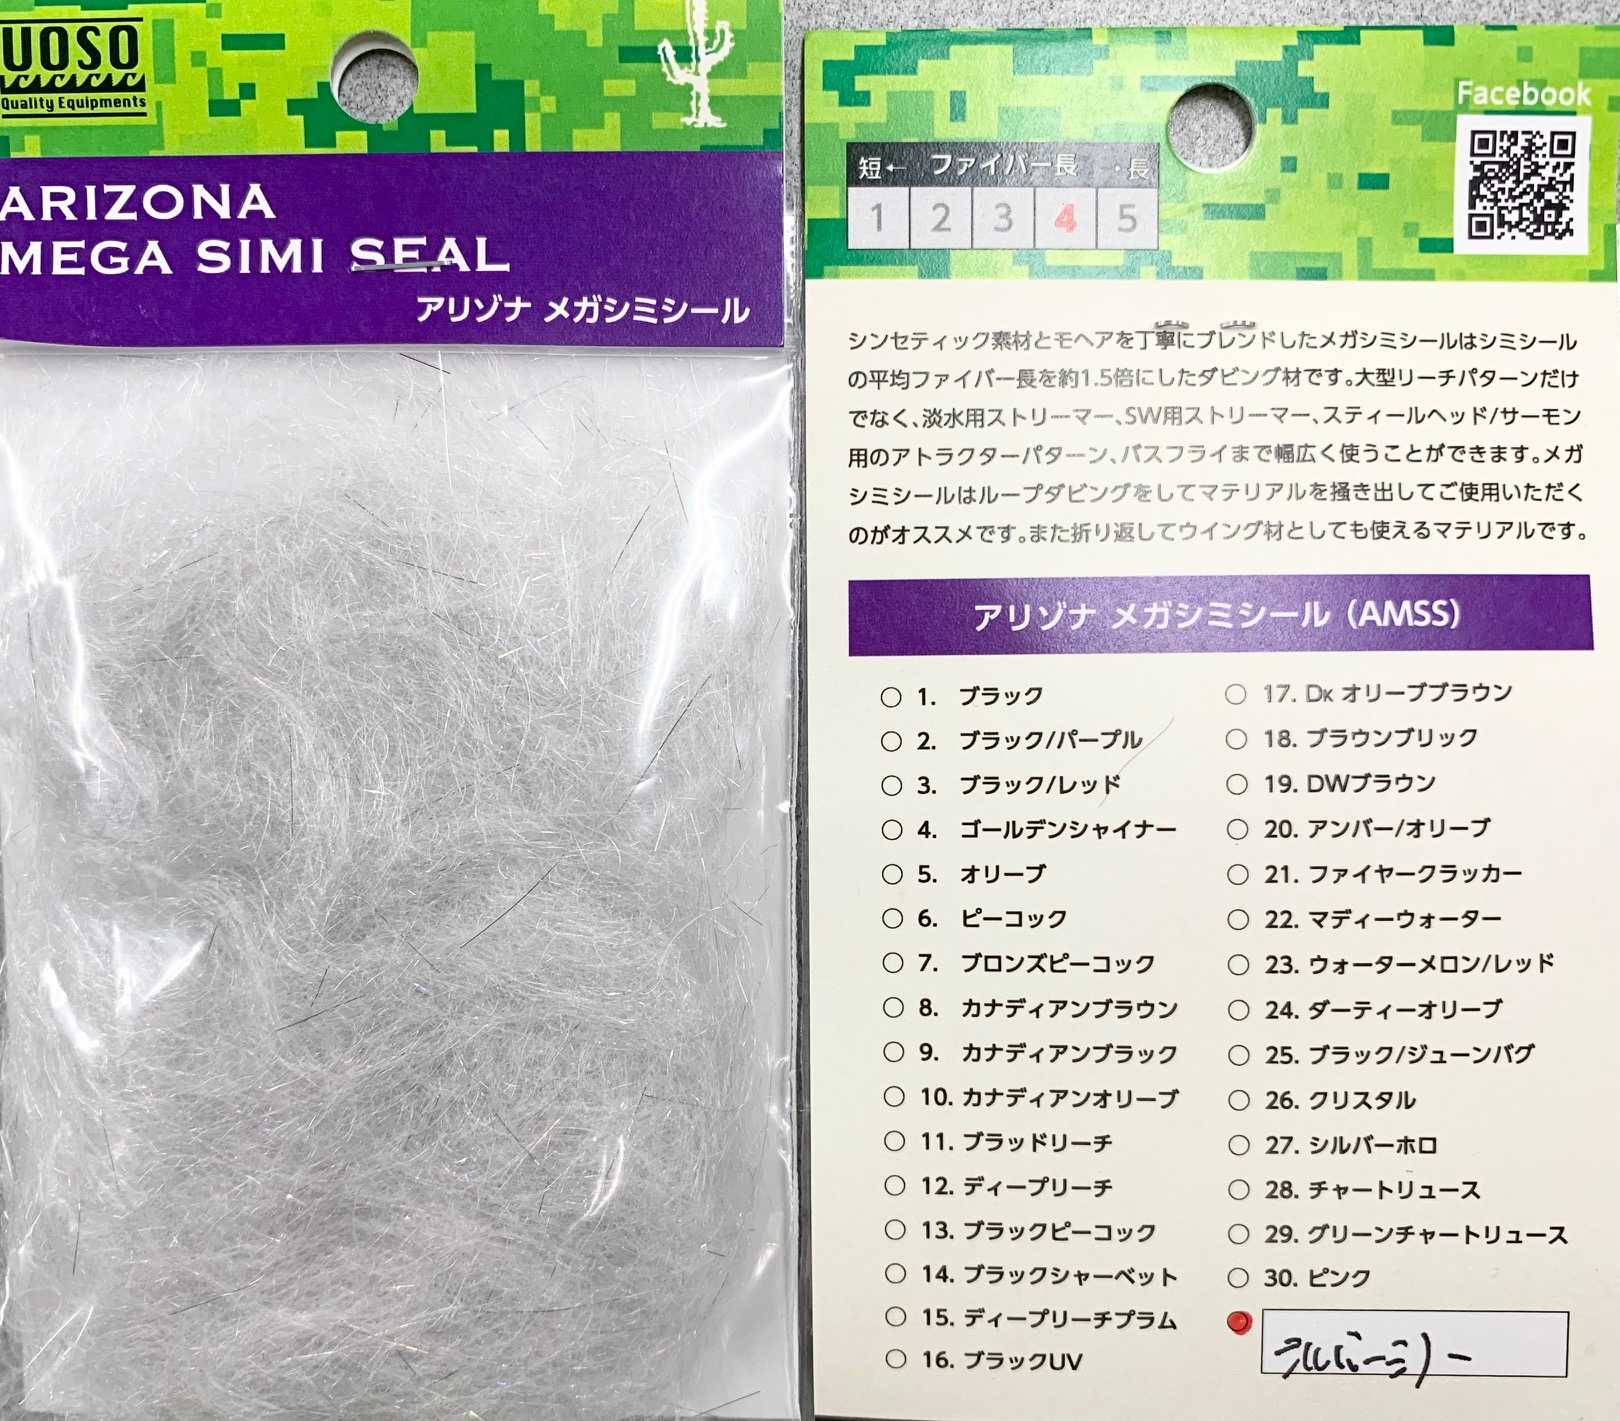 UOSO
Quality Equipments
ARIZONA
MEGA SIMI SEAL
アリゾナ メガシミシール
Facebook
短← ファイバー長 ・長
1 2 3 4 5
シンセティック素材とモヘアを丁寧にブレンドしたメガシミシールはシミシール
の平均ファイバー長を約1.5倍にしたダビング材です。大型リーチパターンだけ
でなく、淡水用ストリーマー、SW用ストリーマー、スティールヘッド/サーモン
用のアトラクターパターン、バスフライまで幅広く使うことができます。メガ
シミシールはループダビングをしてマテリアルを掻き出してご使用いただく
のがオススメです。また折り返してウイング材としても使えるマテリアルです。
アリゾナ メガシミシール（AMSS）
1. ブラック
2. ブラック/パープル
3. ブラック/レッド
4. ゴールデンシャイナー
5. オリーブ
6. ピーコック
7. ブロンズピーコック
8. カナディアンブラウン
9. カナディアンブラック
10. カナディアンオリーブ
11. ブラッドリーチ
12. ディープリーチ
13. ブラックピーコック
14. ブラックシャーベット
15. ディープリーチプラム
16. ブラックUV
17. DK オリーブブラウン
18. ブラウンブリック
19. DWブラウン
20. アンバー/オリーブ
21. ファイヤークラッカー
22. マディーウォーター
23. ウォーターメロン/レッド
24. ダーティーオリーブ
25. ブラック/ジューンバグ
26. クリスタル
27. シルバーホロ
28. チャートリュース
29. グリーンチャートリュース
30. ピンク
シルバーミノー